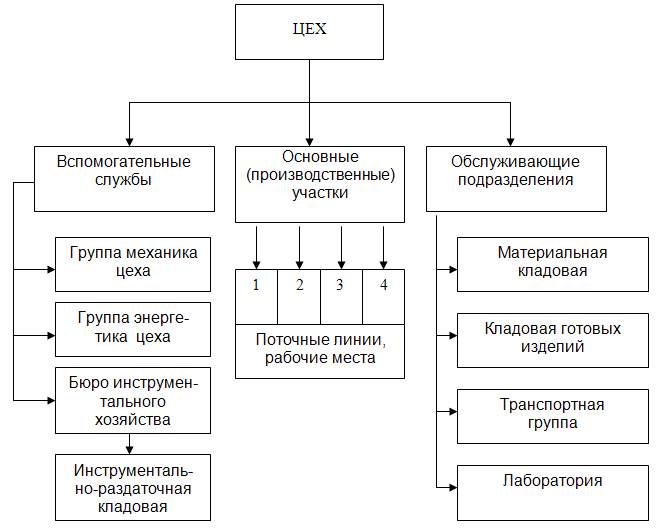 ЦЕХ
Вспомогательные
службы
Основные
(производственные)
участки
Обслуживающие
подразделения
Группа механика
цеха
Группа энерге-
тика цеха
Бюро инструмен-
тального
хозяйства
Инструменталь-
но-раздаточная
кладовая
1 2 3 4
Поточные линии,
рабочие места
Материальная
кладовая
Кладовая готовых
изделий
Транспортная
группа
Лаборатория